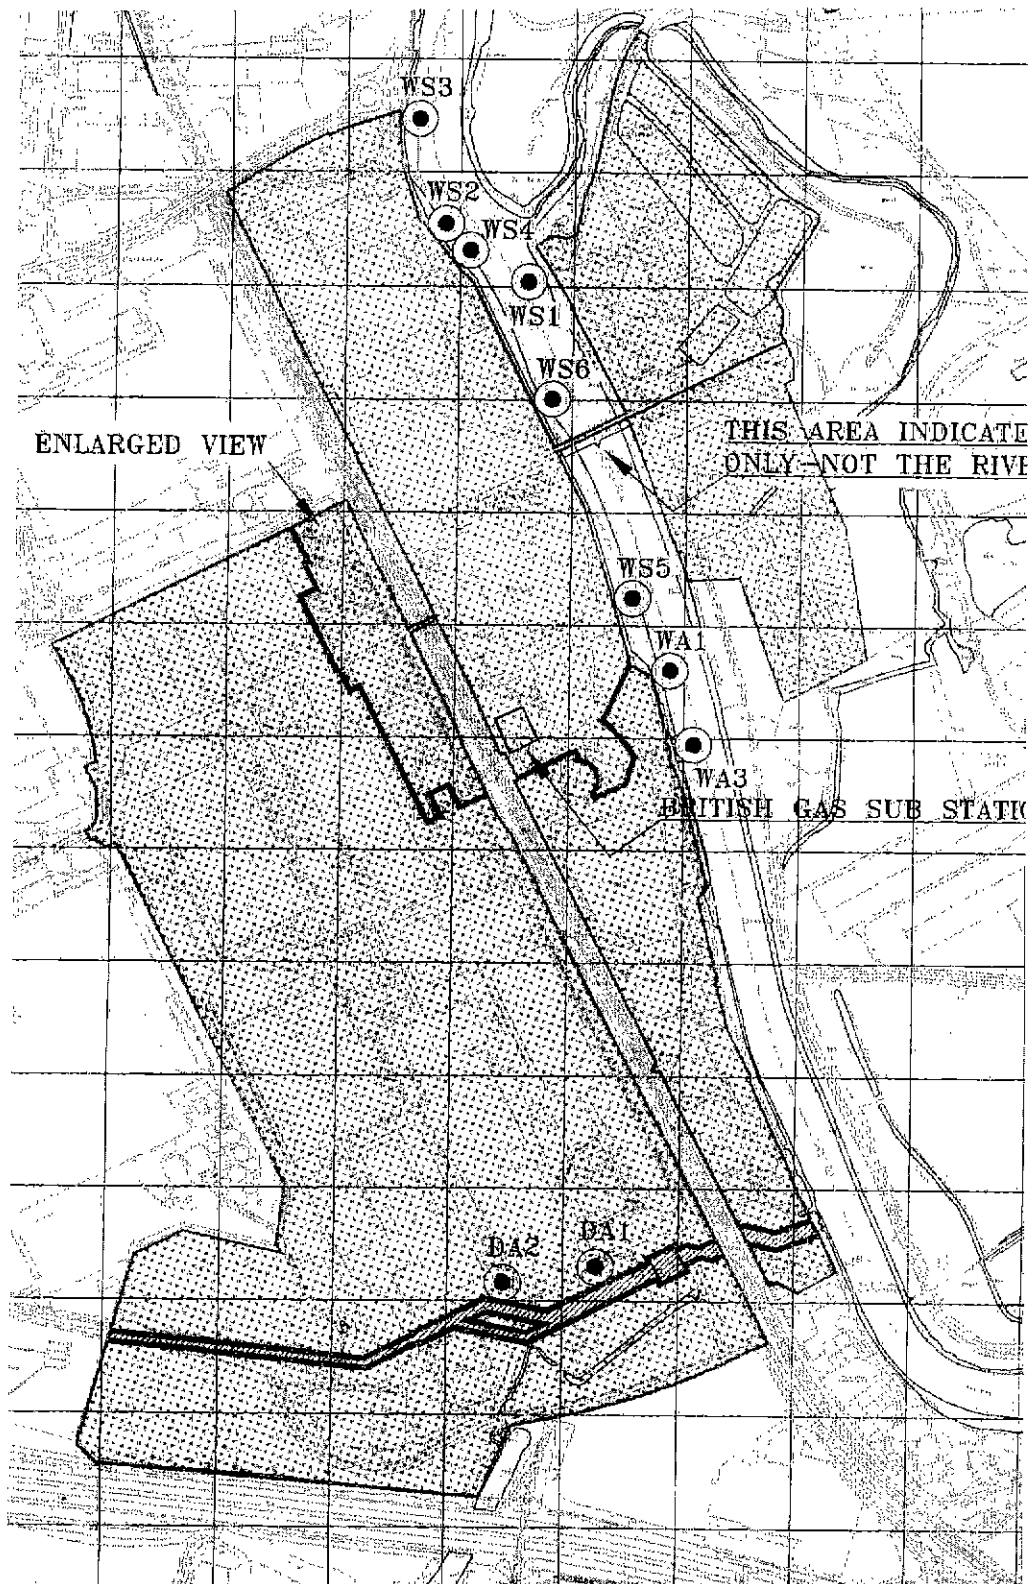 WS3
WS2
WS4
WS1
WS6
ENLARGED VIEW
THIS AREA INDICATE
ONLY-NOT THE RIVE
WS5
WA1
WA3
BRITISH GAS SUB STATI
DA1
DA2